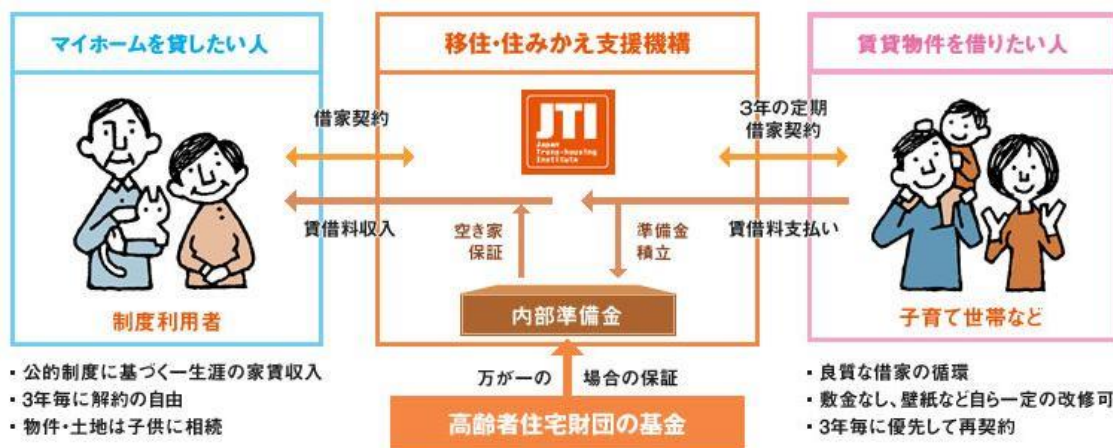 マイホームを貸したい人
移住・住みかえ支援機構
賃貸物件を借りたい人
借家契約
JTI
Japan
Trans-housing
Institute
3年の定期
借家契約
賃借料収入
空き家
保証
準備金
積立
賃借料支払い
制度利用者
内部準備金
子育て世帯など
▪ 公的制度に基づく一生涯の家賃収入
▪ 3年毎に解約の自由
▪ 物件・土地は子供に相続
万が一の 場合の保証
高齢者住宅財団の基金
▪ 良質な借家の循環
▪ 敷金なし、壁紙など自ら一定の改修可
▪ 3年毎に優先して再契約